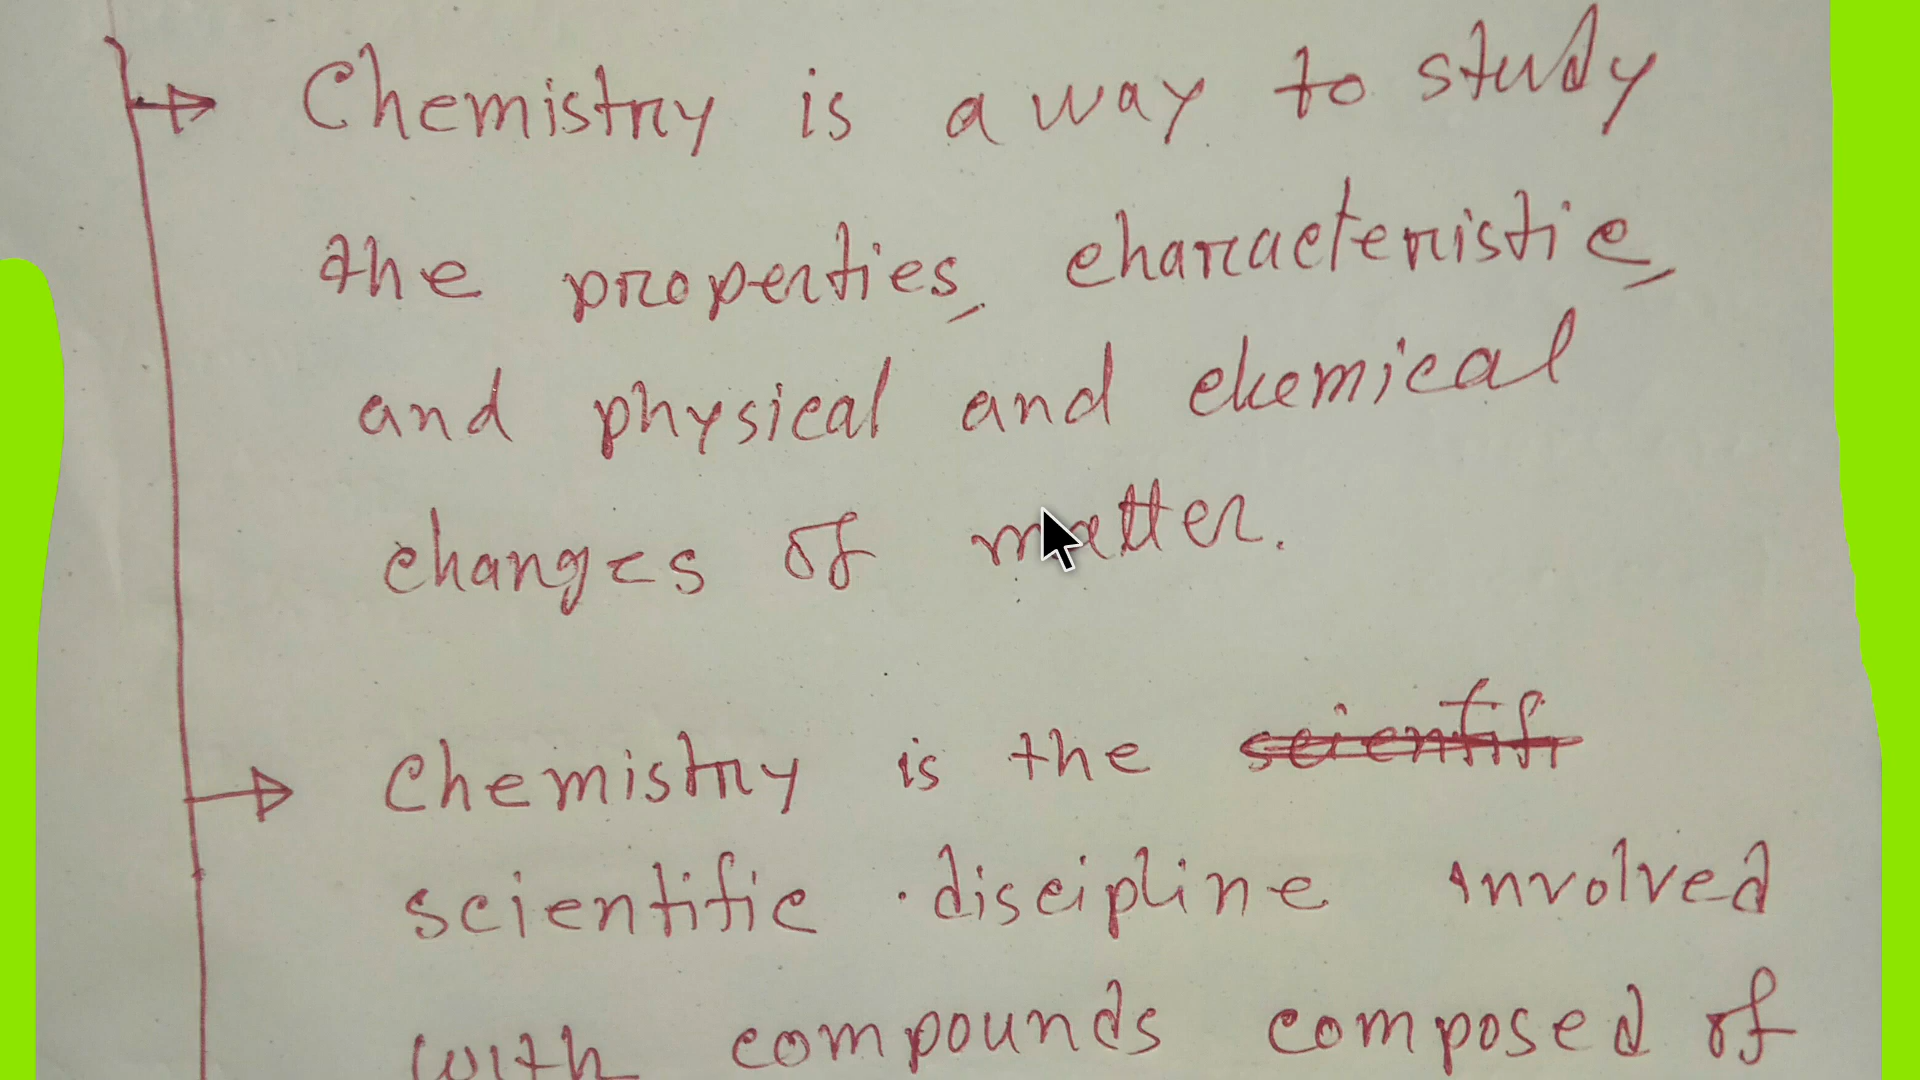 Chemistry is a way to study
the properties, characteristic,
and physical and chemical
changes of matter.
Chemistry is the scientifi
scientific discipline involved
with compounds composed of